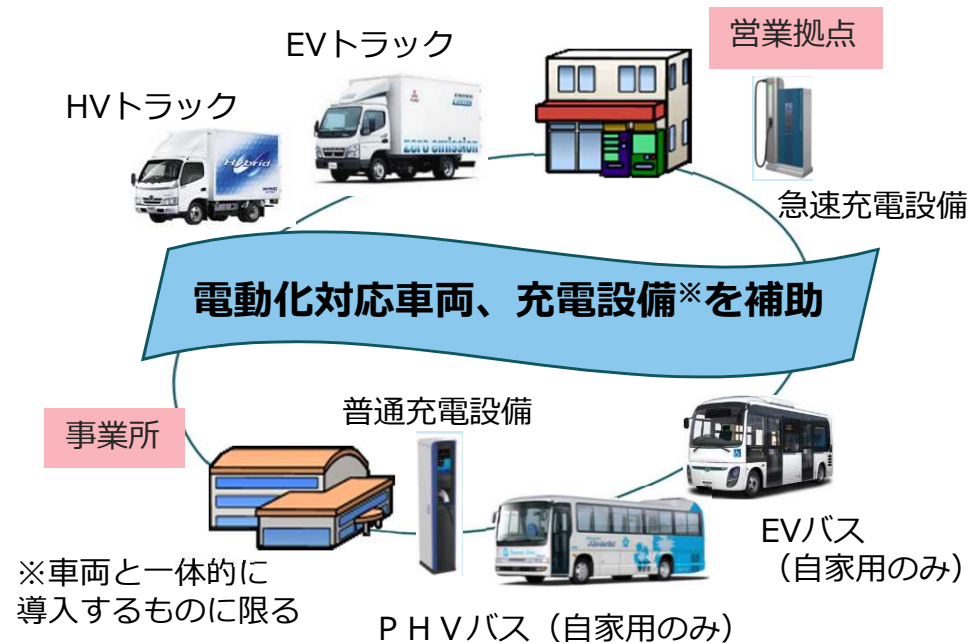 EVトラック
営業拠点
HVトラック
Hybrid
zero emission
急速充電設備
電動化対応車両、充電設備※を補助
普通充電設備
事業所
EVバス
（自家用のみ）
※車両と一体的に
導入するものに限る
ＰＨＶバス（自家用のみ）